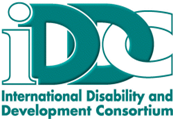 iDDC
International Disability and
Development Consortium